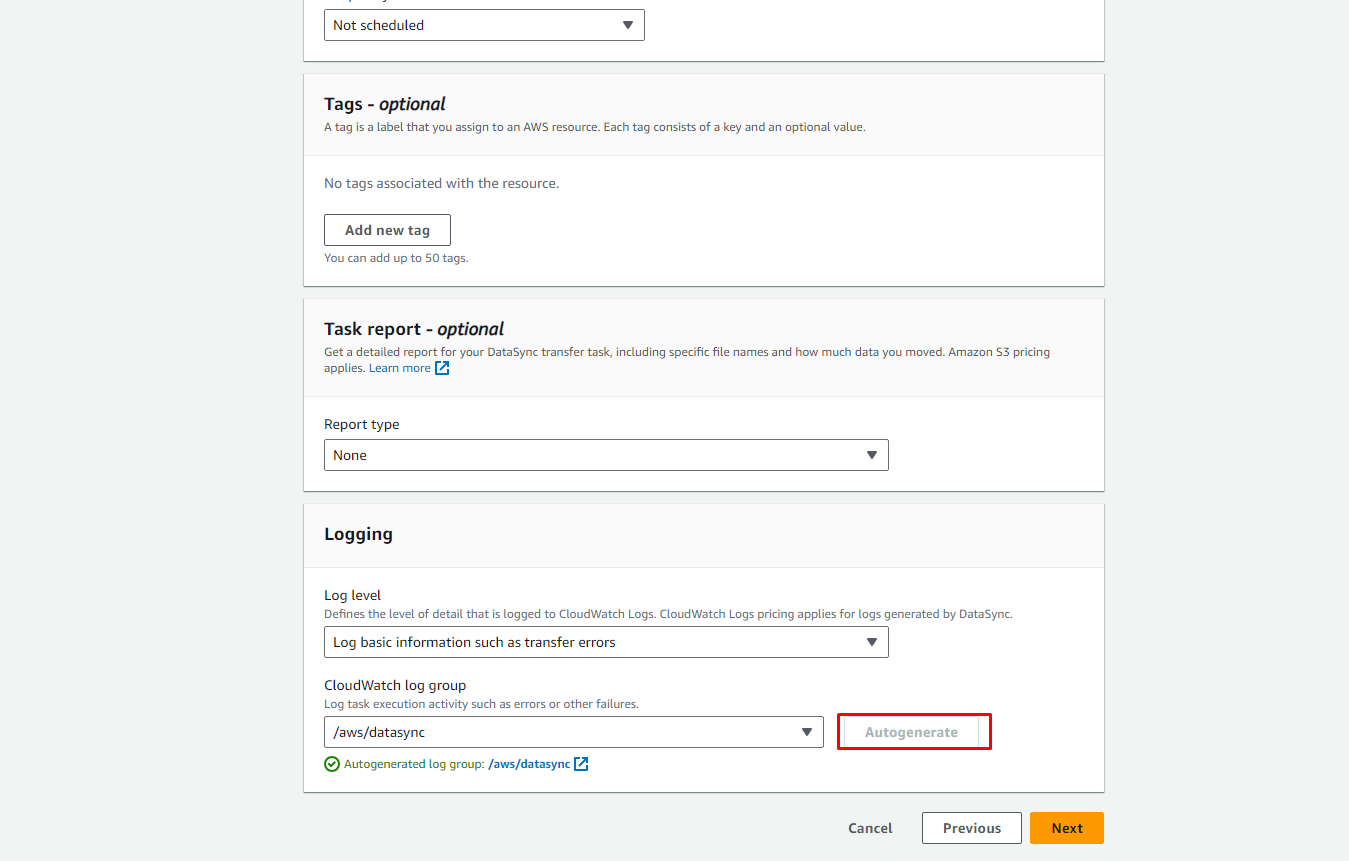 Not scheduled
Tags - optional
A tag is a label that you assign to an AWS resource. Each tag consists of a key and an optional value.
No tags associated with the resource.
Add new tag
You can add up to 50 tags.
Task report - optional
Get a detailed report for your DataSync transfer task, including specific file names and how much data you moved. Amazon S3 pricing
applies. Learn more
Report type
None
Logging
Log level
Defines the level of detail that is logged to CloudWatch Logs. CloudWatch Logs pricing applies for logs generated by DataSync.
Log basic information such as transfer errors
CloudWatch log group
Log task execution activity such as errors or other failures.
/aws/datasync
Autogenerate
Autogenerated log group: /aws/datasync
Cancel
Previous
Next